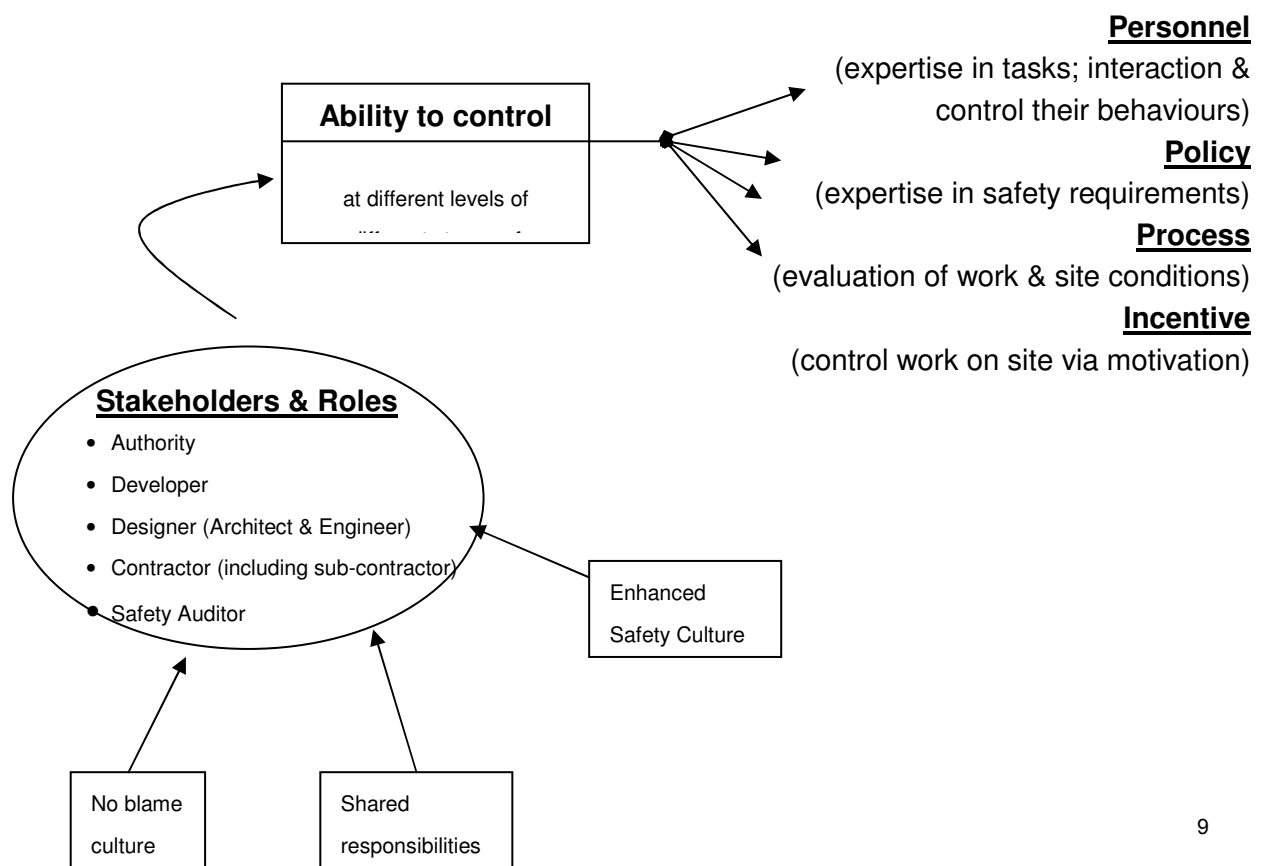 Personnel
(expertise in tasks; interaction &
control their behaviours)
Policy
(expertise in safety requirements)
Process
(evaluation of work & site conditions)
Incentive
(control work on site via motivation)
Ability to control
at different levels of
Stakeholders & Roles
• Authority
• Developer
• Designer (Architect & Engineer)
• Contractor (including sub-contractor)
• Safety Auditor
Enhanced
Safety Culture
No blame
culture
Shared
responsibilities
9